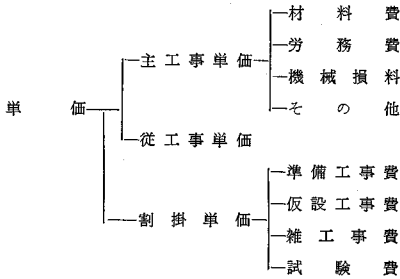 単価
主工事単価
材料費
労務費
機械損料
その他
従工事単価
割掛単価
準備工事費
仮設工事費
雑工事費
試験費